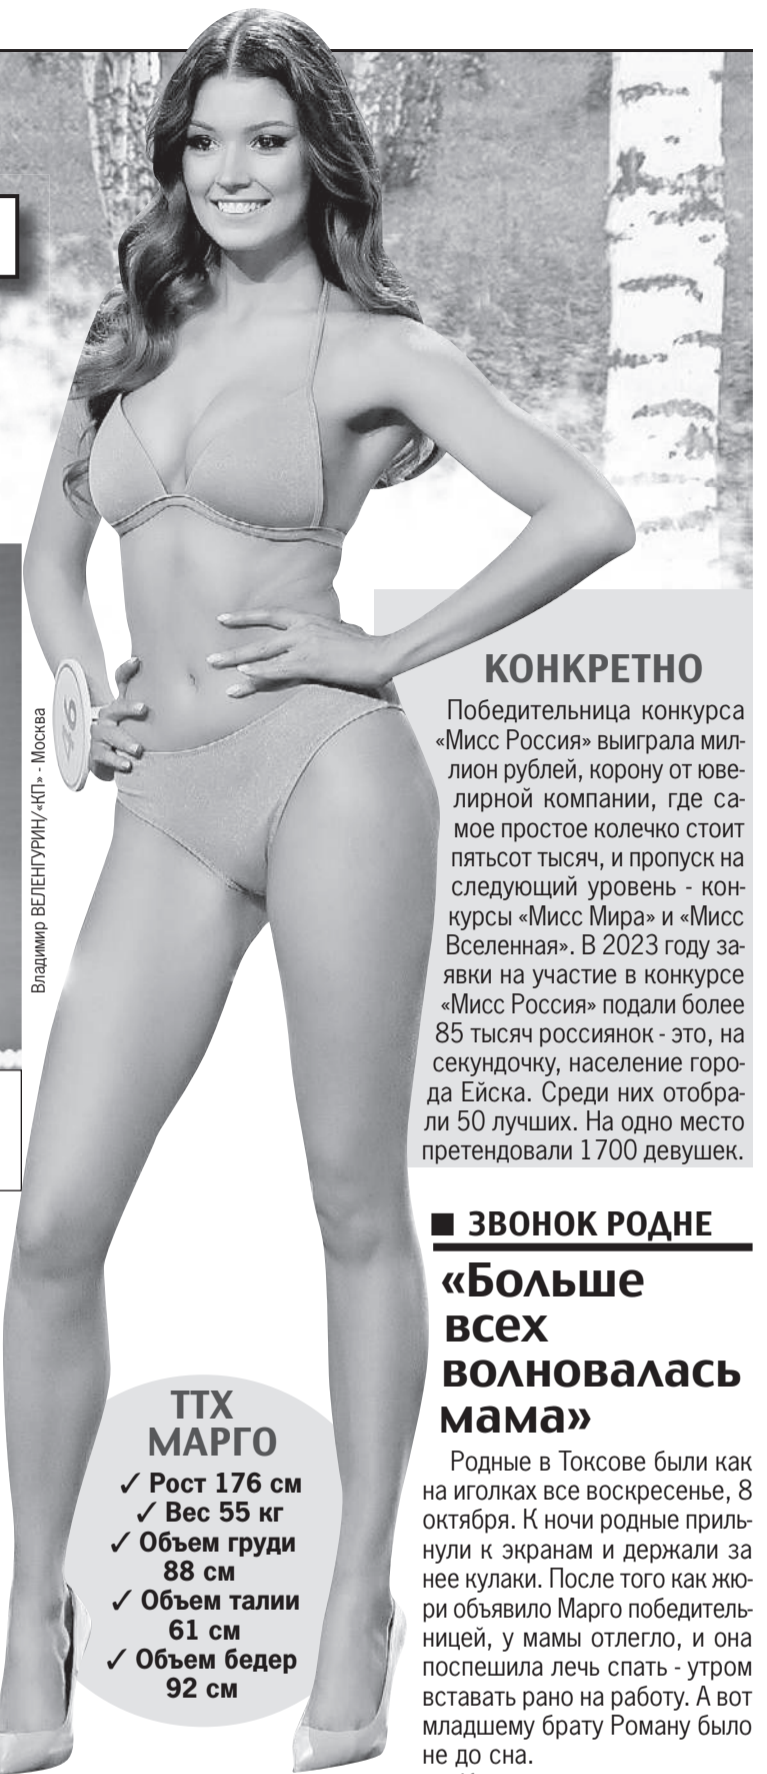 46
Владимир ВЕЛЕНГУРИН/«КП» - Москва
КОНКРЕТНО
Победительница конкурса
«Мисс Россия» выиграла мил-
лион рублей, корону от юве-
лирной компании, где са-
мое простое колечко стоит
пятьсот тысяч, и пропуск на
следующий уровень - кон-
курсы «Мисс Мира» и «Мисс
Вселенная». В 2023 году за-
явки на участие в конкурсе
«Мисс Россия» подали более
85 тысяч россиянок - это, на
секундочку, население горо-
да Ейска. Среди них отобра-
ли 50 лучших. На одно место
претендовали 1700 девушек.
ТТХ
МАРГО
✓ Рост 176 см
✓ Вес 55 кг
✓ Объем груди
88 см
✓ Объем талии
61 см
✓ Объем бедер
92 см
■ ЗВОНОК РОДНЕ
«Больше
всех
волновалась
мама»
Родные в Токсове были как
на иголках все воскресенье, 8
октября. К ночи родные приль-
нули к экранам и держали за
нее кулаки. После того как жю-
ри объявило Марго победитель-
ницей, у мамы отлегло, и она
поспешила лечь спать - утром
вставать рано на работу. А вот
младшему брату Роману было
не до сна.